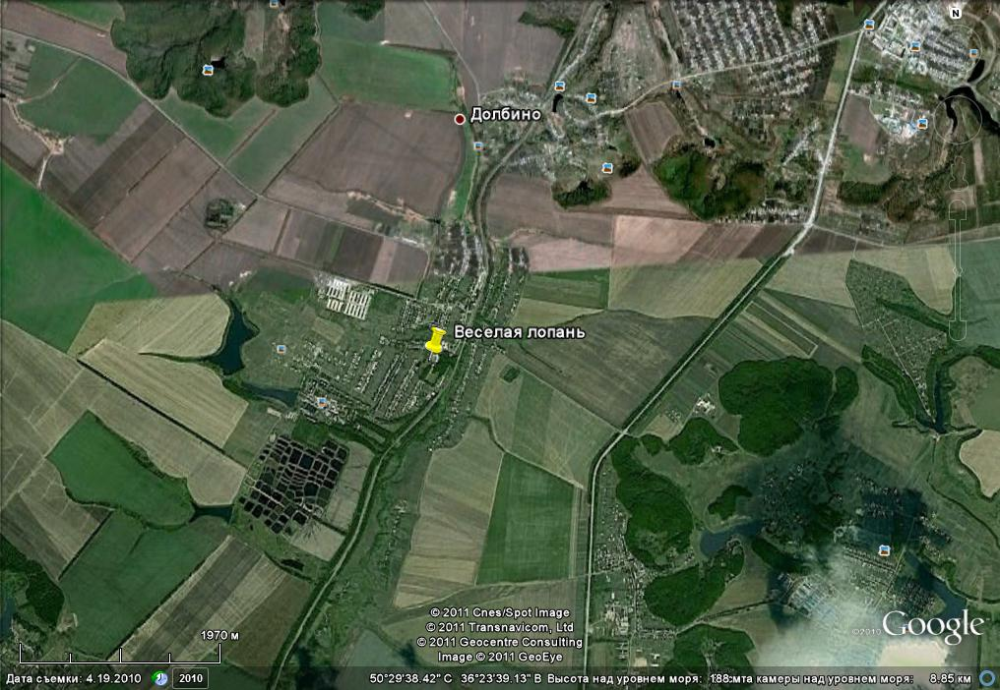 N
Долбино
Веселая лопань
© 2011 Cnes/Spot Image
© 2011 Transnavicom, Ltd
© 2011 Geocentre Consulting
Image © 2011 GeoEye
©2010 Google
1970 м
Дата съемки: 4.19.2010 2010 50°29'38.42" С 36°23'39.13" В Высота над уровнем моря: 188 м та камеры над уровнем моря: 8.85 км